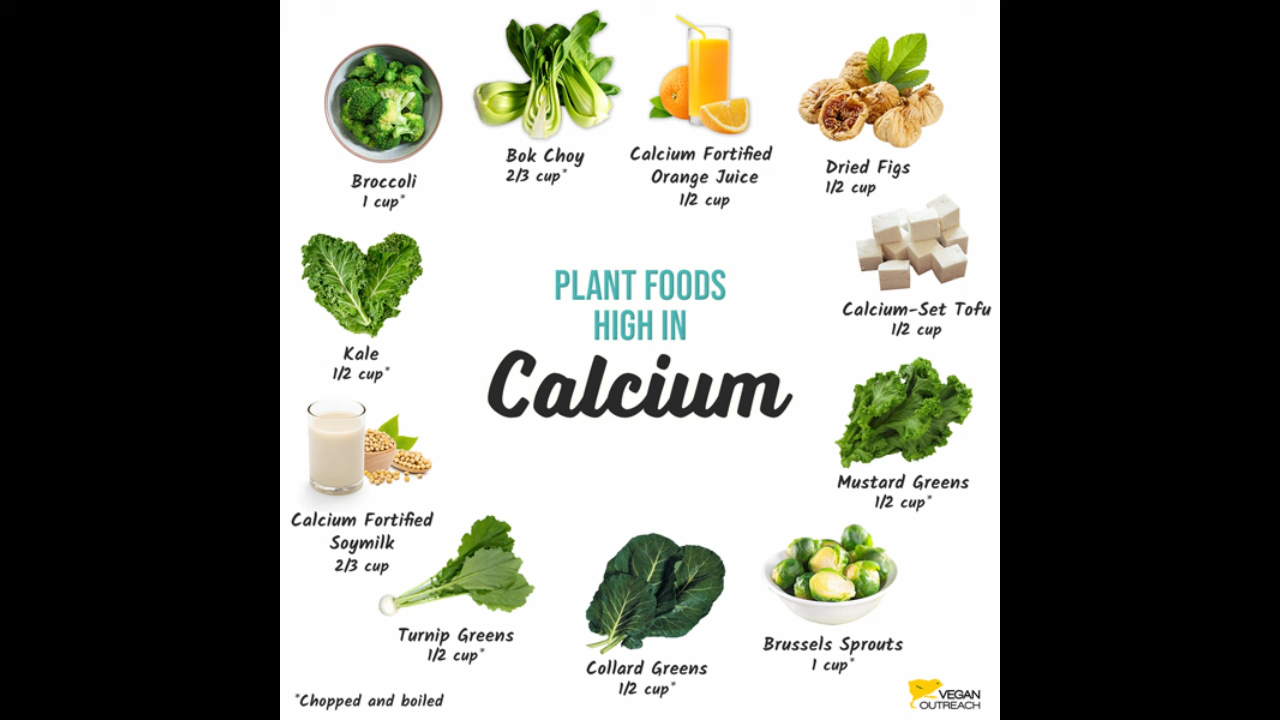 Broccoli
1 cup*
Bok Choy
2/3 cup*
Calcium Fortified
Orange Juice
1/2 cup
Dried Figs
1/2 cup
Kale
1/2 cup*
PLANT FOODS
HIGH IN
Calcium
Calcium-Set Tofu
1/2 cup
Mustard Greens
1/2 cup*
Calcium Fortified
Soymilk
2/3 cup
Turnip Greens
1/2 cup*
Collard Greens
1/2 cup*
Brussels Sprouts
1 cup*
*Chopped and boiled
VEGAN
OUTREACH